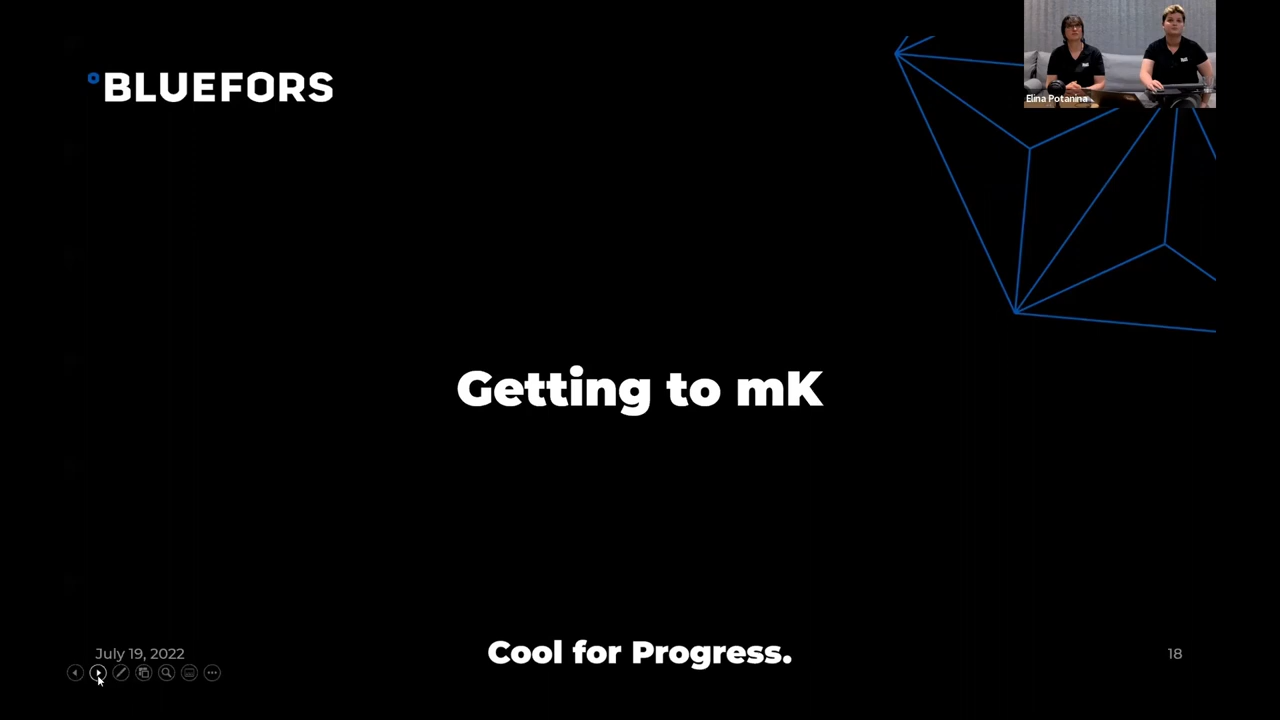 BLUEFORS
Elina Potanina
Getting to mK
July 19, 2022
Cool for Progress.
18